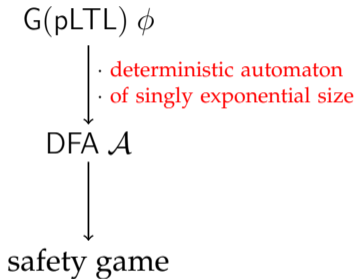 G(pLTL) ϕ
· deterministic automaton
· of singly exponential size
DFA 𝒜
safety game